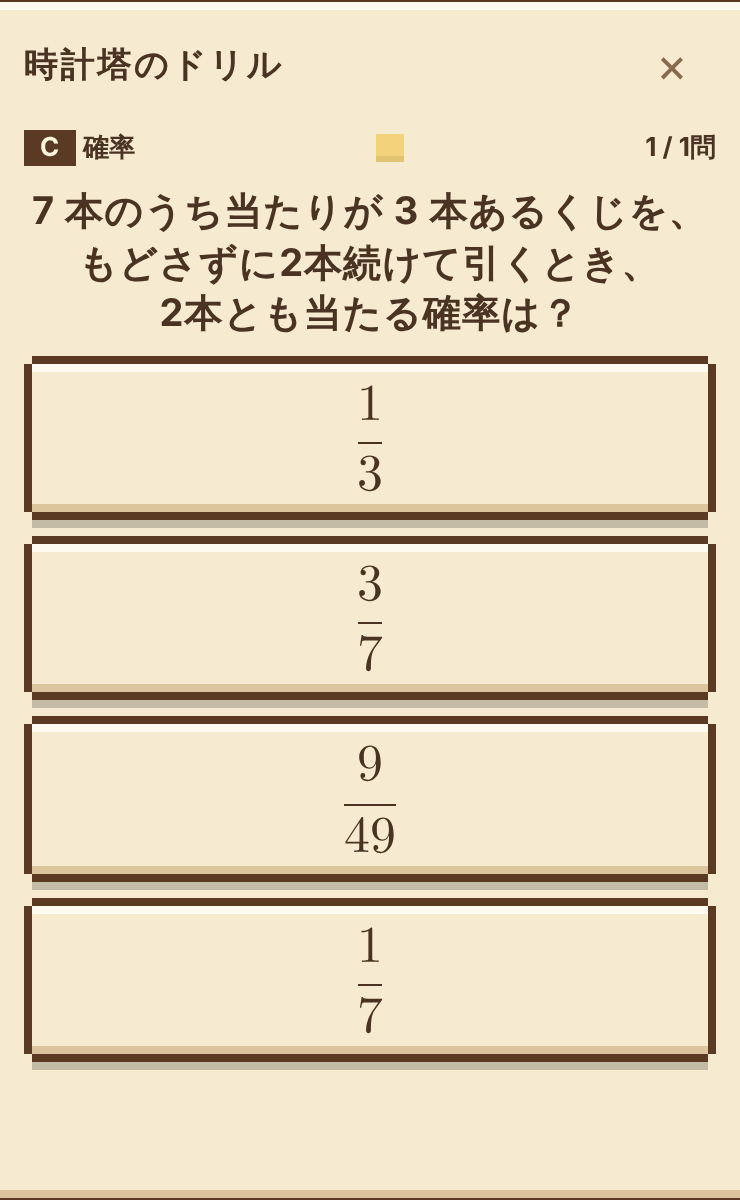 時計塔のドリル ×
C 確率 1 / 1問
7 本のうち当たりが 3 本あるくじを、
もどさずに2本続けて引くとき、
2本とも当たる確率は？
1
3
3
7
9
49
1
7